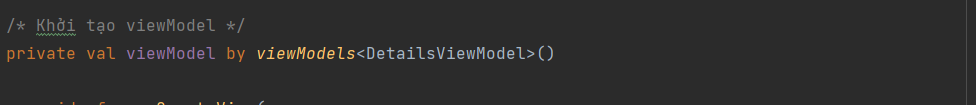 /* Khởi tạo viewModel */
private val viewModel by viewModels<DetailsViewModel>()